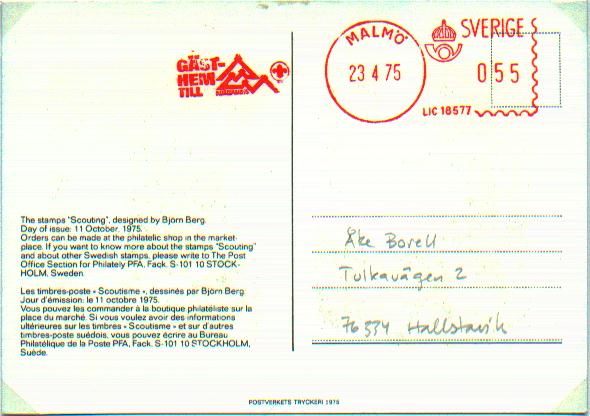 GÄST-
HEM
TILL
MALMÖ
23 4 75
SVERIGE S
055
LIC 18577
The stamps "Scouting", designed by Björn Berg.
Day of issue: 11 October, 1975.
Orders can be made at the philatelic shop in the market-
place. If you want to know more about the stamps "Scouting"
and about other Swedish stamps, please write to The Post
Office Section for Philately PFA, Fack, S-101 10 STOCK-
HOLM, Sweden.
Les timbres-poste « Scoutisme », dessinés par Björn Berg.
Jour d'émission: le 11 octobre 1975.
Vous pouvez les commander à la boutique philatéliste sur la
place du marché. Si vous voulez avoir des informations
ultérieures sur les timbres « Scoutisme » et sur d'autres
timbres-poste suédois, vous pouvez écrire au Bureau
Philatélique de la Poste PFA, Fack, S-101 10 STOCKHOLM,
Suède.
Åke Borell
Tulkavägen 2
76334 Hallstavik
POSTVERKETS TRYCKERI 1975